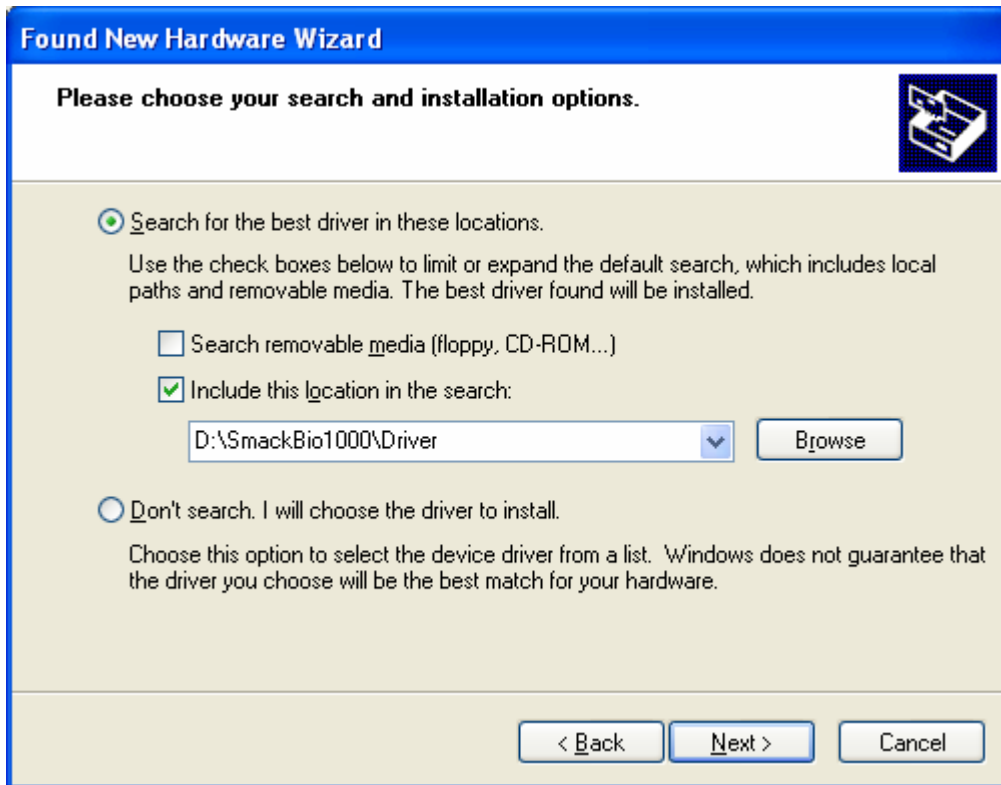 Found New Hardware Wizard
Please choose your search and installation options.
Search for the best driver in these locations.
Use the check boxes below to limit or expand the default search, which includes local
paths and removable media. The best driver found will be installed.
Search removable media (floppy, CD-ROM...)
Include this location in the search:
D:\SmackBio1000\Driver
Browse
Don't search. I will choose the driver to install.
Choose this option to select the device driver from a list.  Windows does not guarantee that
the driver you choose will be the best match for your hardware.
< Back
Next >
Cancel